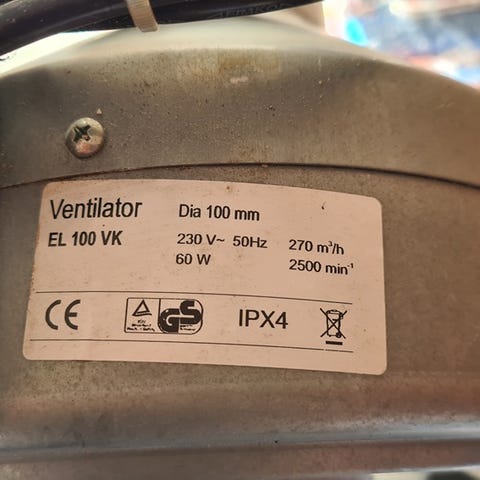 Ventilator Dia 100 mm
EL 100 VK 230 V~ 50Hz 270 m³/h
60 W 2500 min⁻¹
CE GS IPX4